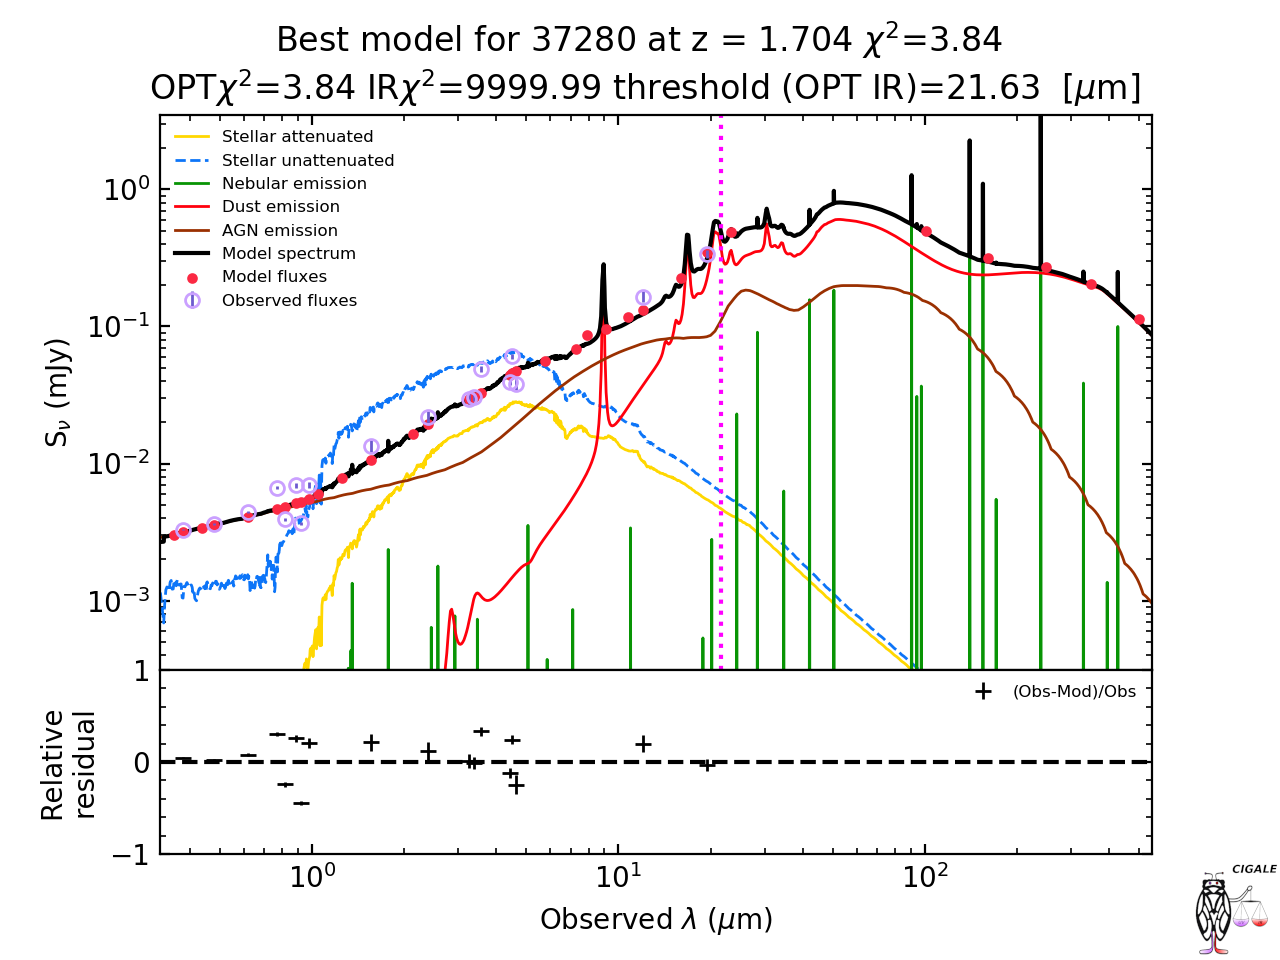 Best model for 37280 at z = 1.704 χ²=3.84
OPTχ²=3.84 IRχ²=9999.99 threshold (OPT IR)=21.63 [μm]
Stellar attenuated
Stellar unattenuated
Nebular emission
Dust emission
AGN emission
Model spectrum
Model fluxes
Observed fluxes
10⁰
10⁻¹
10⁻²
10⁻³
S_ν (mJy)
1
0
−1
Relative
residual
(Obs-Mod)/Obs
10⁰ 10¹ 10²
Observed λ (μm)
CIGALE